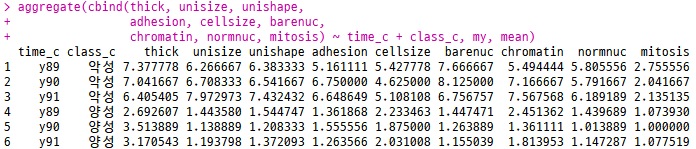 > aggregate(cbind(thick, unisize, unishape,
+ adhesion, cellsize, barenuc,
+ chromatin, normnuc, mitosis) ~ time_c + class_c, my, mean)
time_c class_c thick unisize unishape adhesion cellsize barenuc chromatin normnuc mitosis
1 y89 악성 7.377778 6.266667 6.383333 5.161111 5.427778 7.666667 5.494444 5.805556 2.755556
2 y90 악성 7.041667 6.708333 6.541667 6.750000 4.625000 8.125000 7.166667 5.791667 2.041667
3 y91 악성 6.405405 7.972973 7.432432 6.648649 5.108108 6.756757 7.567568 6.189189 2.135135
4 y89 양성 2.692607 1.443580 1.544747 1.361868 2.233463 1.447471 2.451362 1.439689 1.073930
5 y90 양성 3.513889 1.138889 1.208333 1.555556 1.875000 1.263889 1.361111 1.013889 1.000000
6 y91 양성 3.170543 1.193798 1.372093 1.263566 2.031008 1.155039 1.813953 1.147287 1.077519